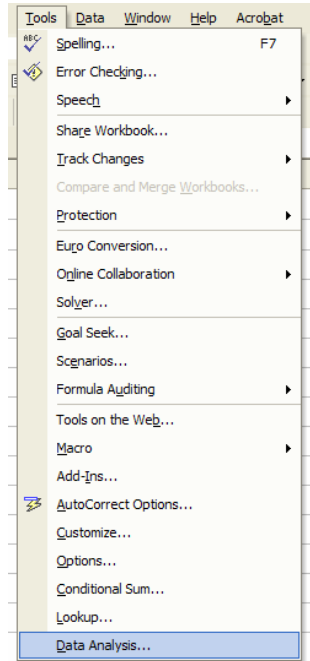 Tools Data Window Help Acrobat
ABC Spelling... F7
Error Checking...
Speech
Share Workbook...
Track Changes
Compare and Merge Workbooks...
Protection
Euro Conversion...
Online Collaboration
Solver...
Goal Seek...
Scenarios...
Formula Auditing
Tools on the Web...
Macro
Add-Ins...
AutoCorrect Options...
Customize...
Options...
Conditional Sum...
Lookup...
Data Analysis...